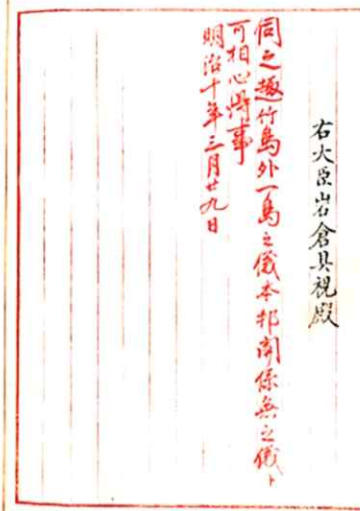 右大臣岩倉具視殿
伺之趣竹島外一島之儀本邦関係無之儀ト
可相心得事
明治十年三月廿九日